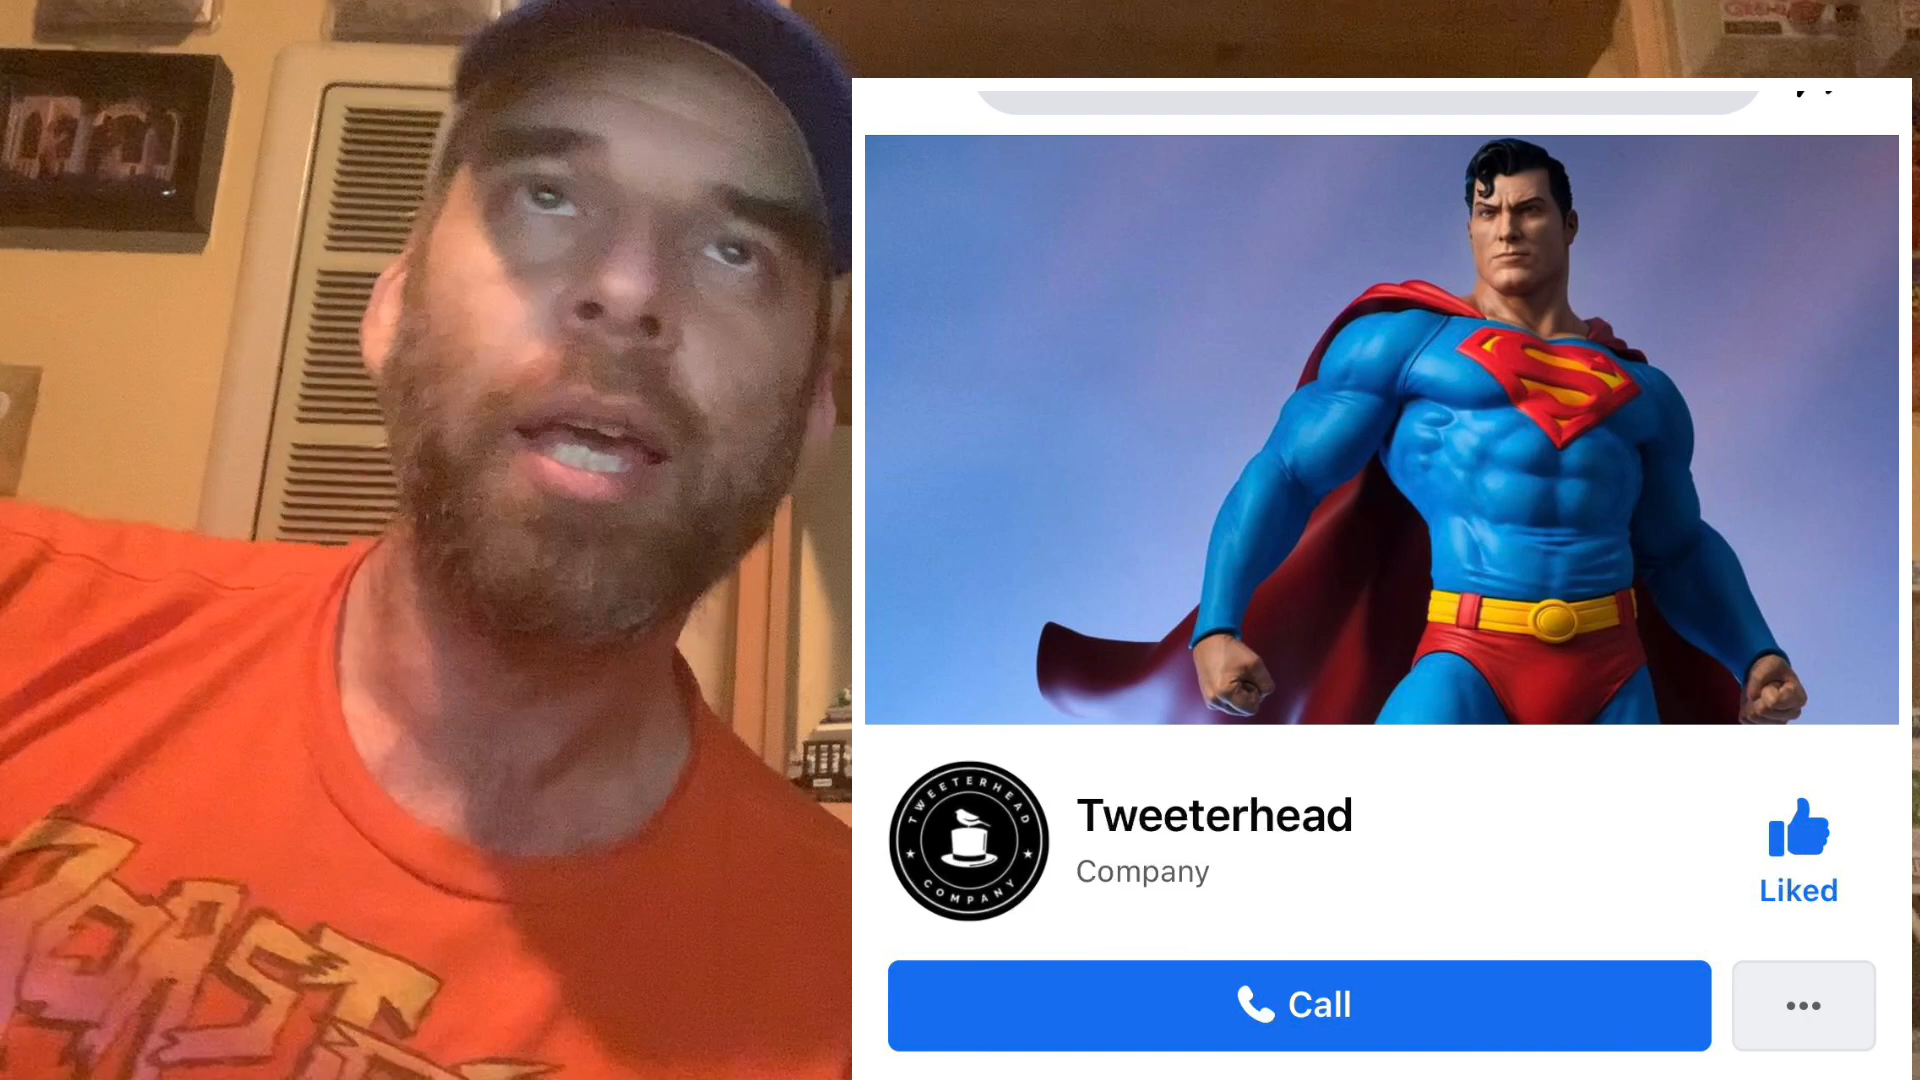 Tweeterhead
Company
Liked
Call
TWEETERHEAD
COMPANY